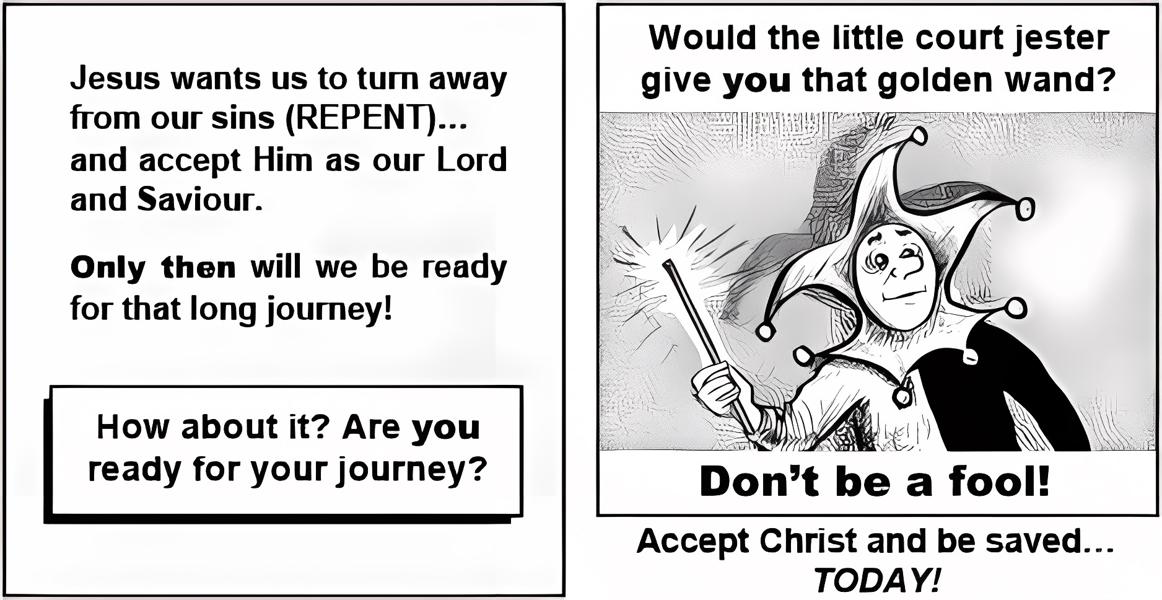 Jesus wants us to turn away
from our sins (REPENT)...
and accept Him as our Lord
and Saviour.
Only then will we be ready
for that long journey!
How about it? Are you
ready for your journey?
Would the little court jester
give you that golden wand?
Don't be a fool!
Accept Christ and be saved...
TODAY!